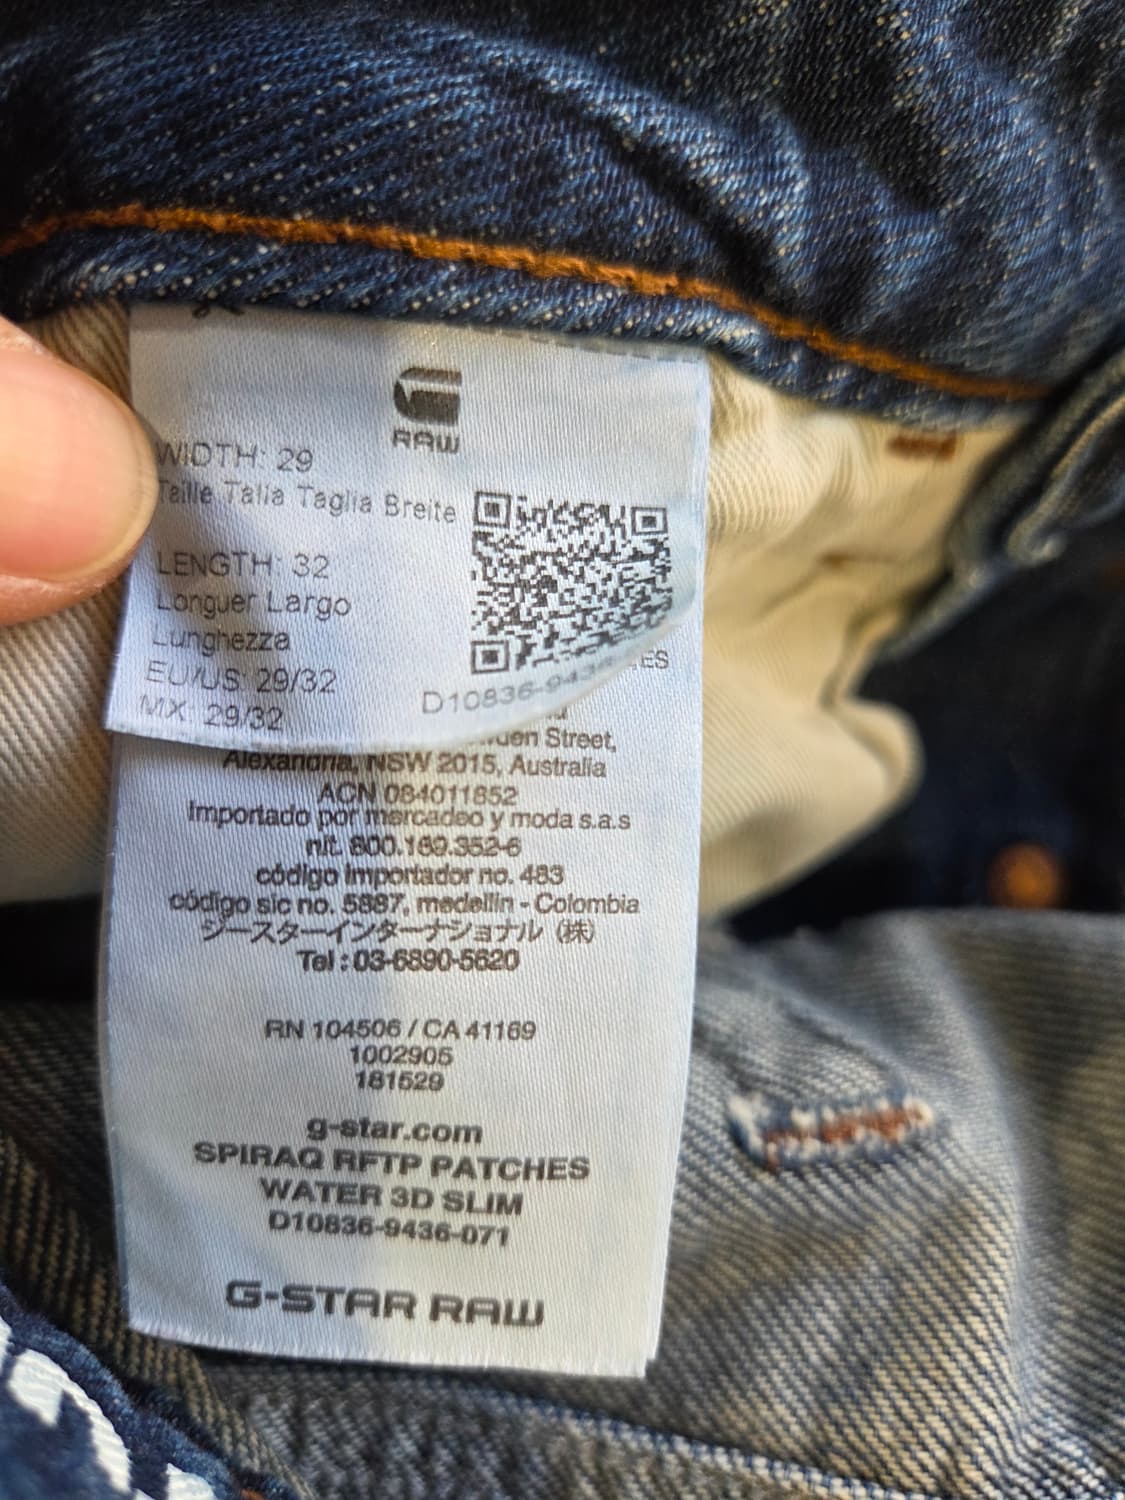 RAW
WIDTH: 29
Taille Talla Taglia Breite
LENGTH: 32
Longuer Largo
Lunghezza
EU/US: 29/32
MX: 29/32
D10836-943
ES
Street,
Alexandria, NSW 2015, Australia
ACN 084011852
Importado por mercadeo y moda s.a.s
nit. 800.169.352-6
código importador no. 483
código sic no. 5887, medellin - Colombia
ジースターインターナショナル（株）
Tel : 03-6890-5620
RN 104506 / CA 41169
1002905
181529
g-star.com
SPIRAQ RFTP PATCHES
WATER 3D SLIM
D10836-9436-071
G-STAR RAW